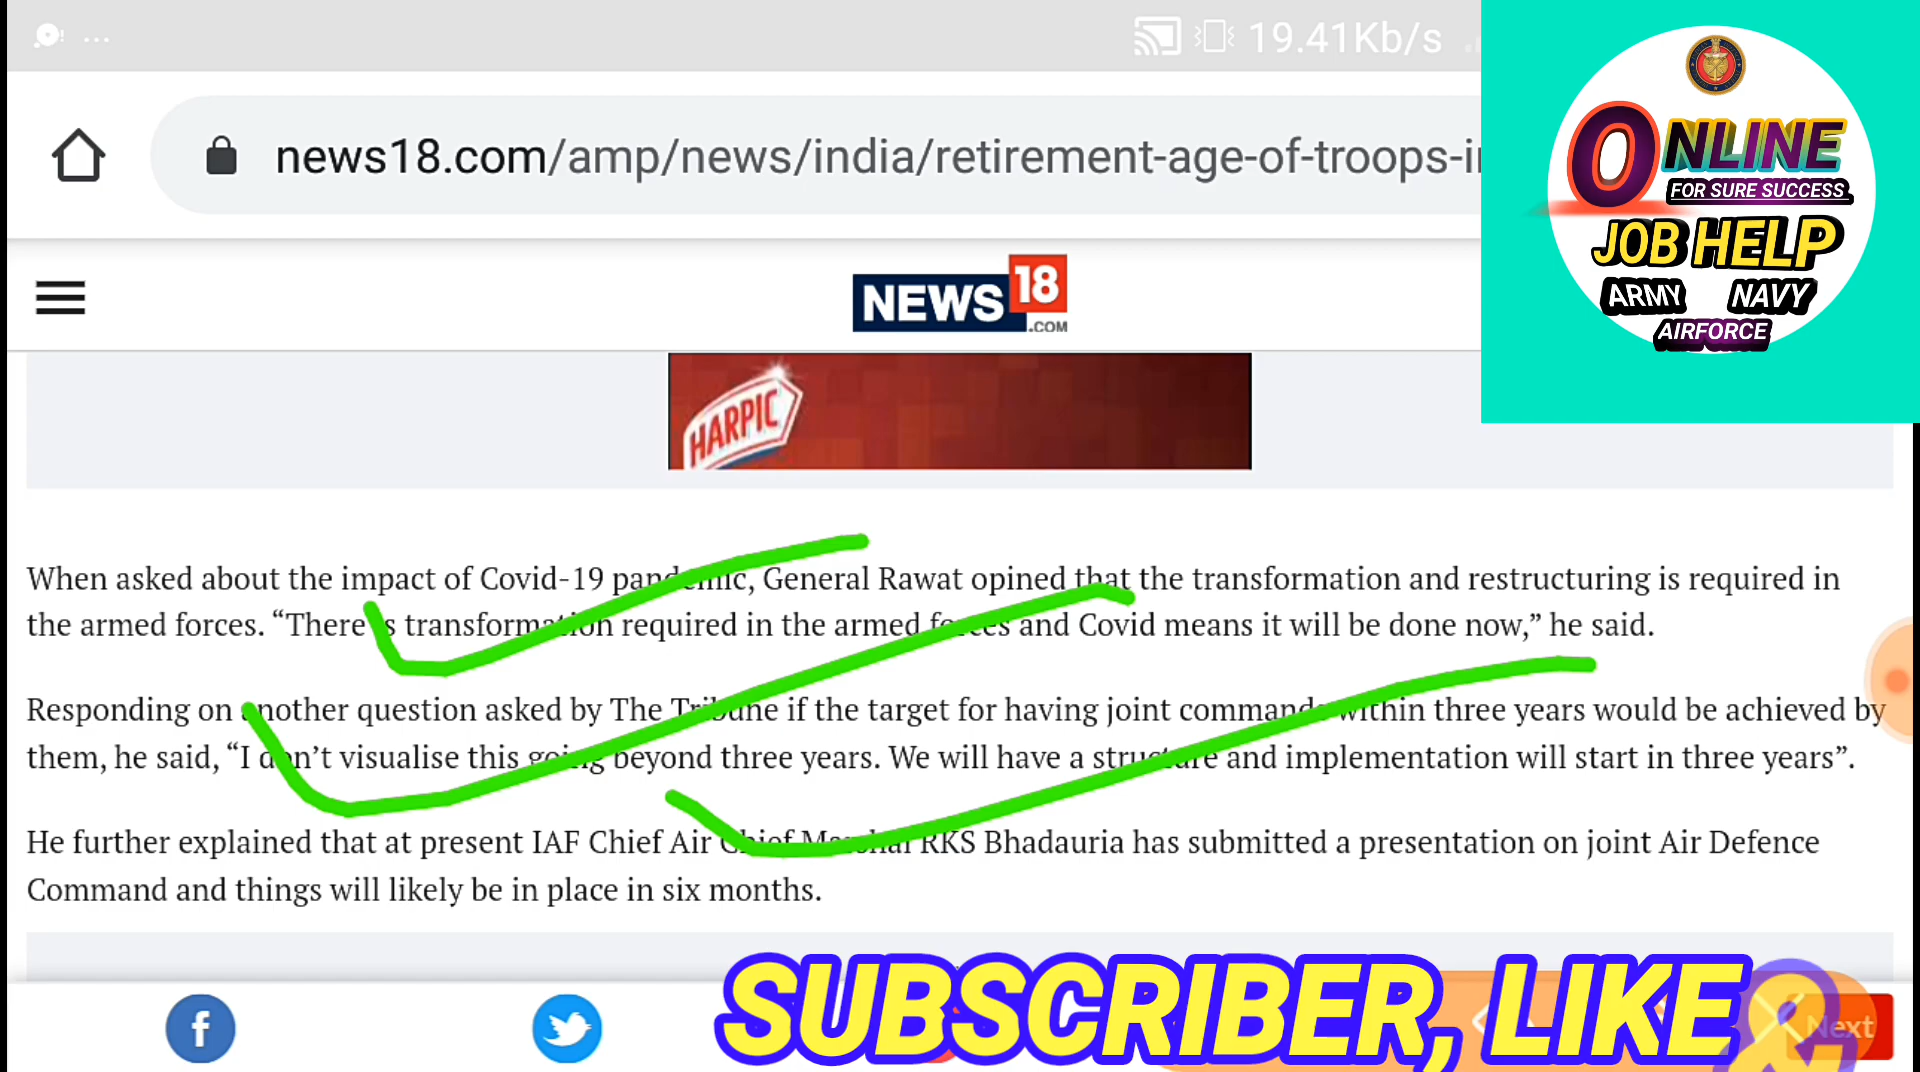 19.41Kb/s
news18.com/amp/news/india/retirement-age-of-troops-i
ONLINE
FOR SURE SUCCESS
JOB HELP
ARMY NAVY
AIRFORCE
NEWS 18
.COM
HARPIC
When asked about the impact of Covid-19 pandemic, General Rawat opined that the transformation and restructuring is required in
the armed forces. “There is transformation required in the armed forces and Covid means it will be done now,” he said.
Responding on another question asked by The Tribune if the target for having joint commands within three years would be achieved by
them, he said, “I don’t visualise this going beyond three years. We will have a structure and implementation will start in three years”.
He further explained that at present IAF Chief Air Chief Marshal RKS Bhadauria has submitted a presentation on joint Air Defence
Command and things will likely be in place in six months.
SUBSCRIBER, LIKE &
Next